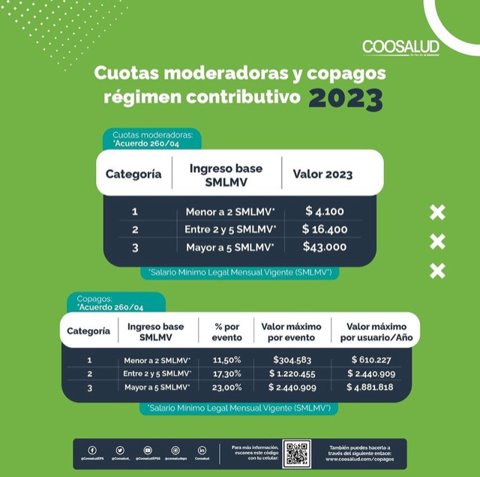 COOSALUD
Cuotas moderadoras y copagos
régimen contributivo 2023
Cuotas moderadoras:
*Acuerdo 260/04
Categoría Ingreso base SMLMV Valor 2023
1 Menor a 2 SMLMV* $ 4.100
2 Entre 2 y 5 SMLMV* $ 16.400
3 Mayor a 5 SMLMV* $43.000
*Salario Mínimo Legal Mensual Vigente (SMLMV*)
Copagos:
*Acuerdo 260/04
Categoría Ingreso base SMLMV % por evento Valor máximo por evento Valor máximo por usuario/Año
1 Menor a 2 SMLMV* 11,50% $304.583 $ 610.227
2 Entre 2 y 5 SMLMV* 17,30% $ 1.220.455 $ 2.440.909
3 Mayor a 5 SMLMV* 23,00% $ 2.440.909 $ 4.881.818
*Salario Mínimo Legal Mensual Vigente (SMLMV*)
Para más información,
escanea este código
con tu celular:
También puedes hacerlo a
través del siguiente enlace:
www.coosalud.com/copagos